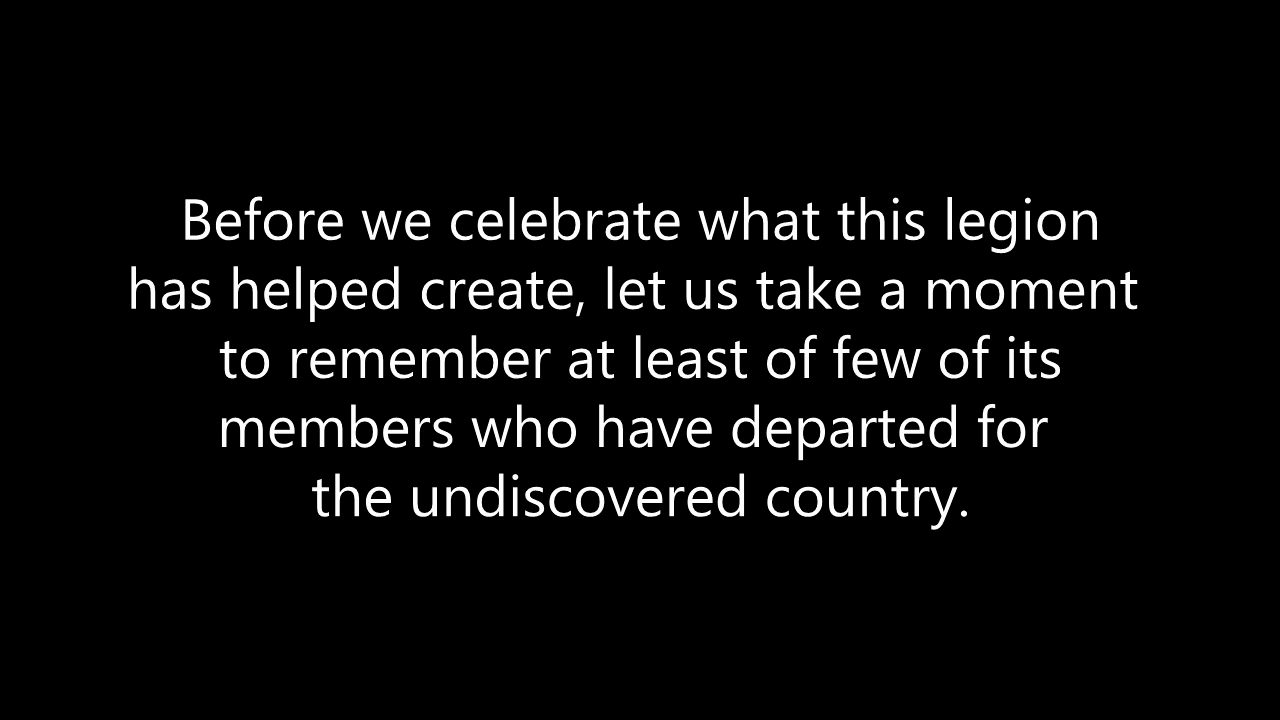 Before we celebrate what this legion
has helped create, let us take a moment
to remember at least of few of its
members who have departed for
the undiscovered country.